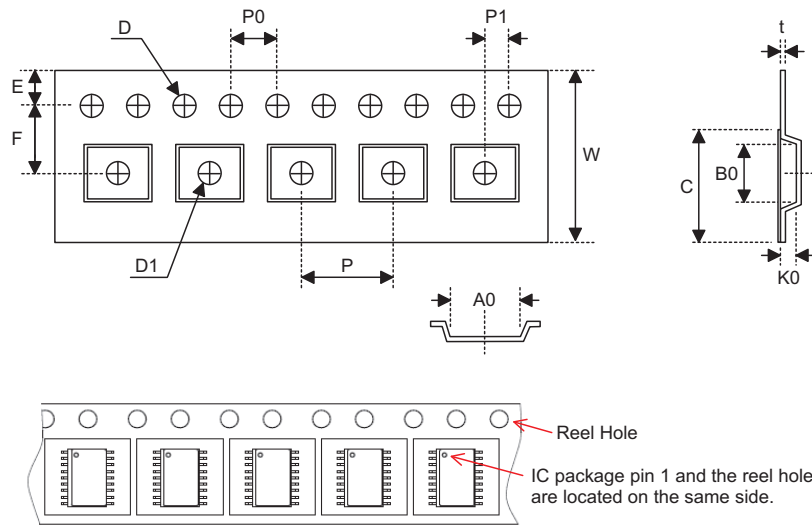 D
P0
P1
t
E
F
W
C
B0
D1
P
K0
A0
Reel Hole
IC package pin 1 and the reel hole
are located on the same side.